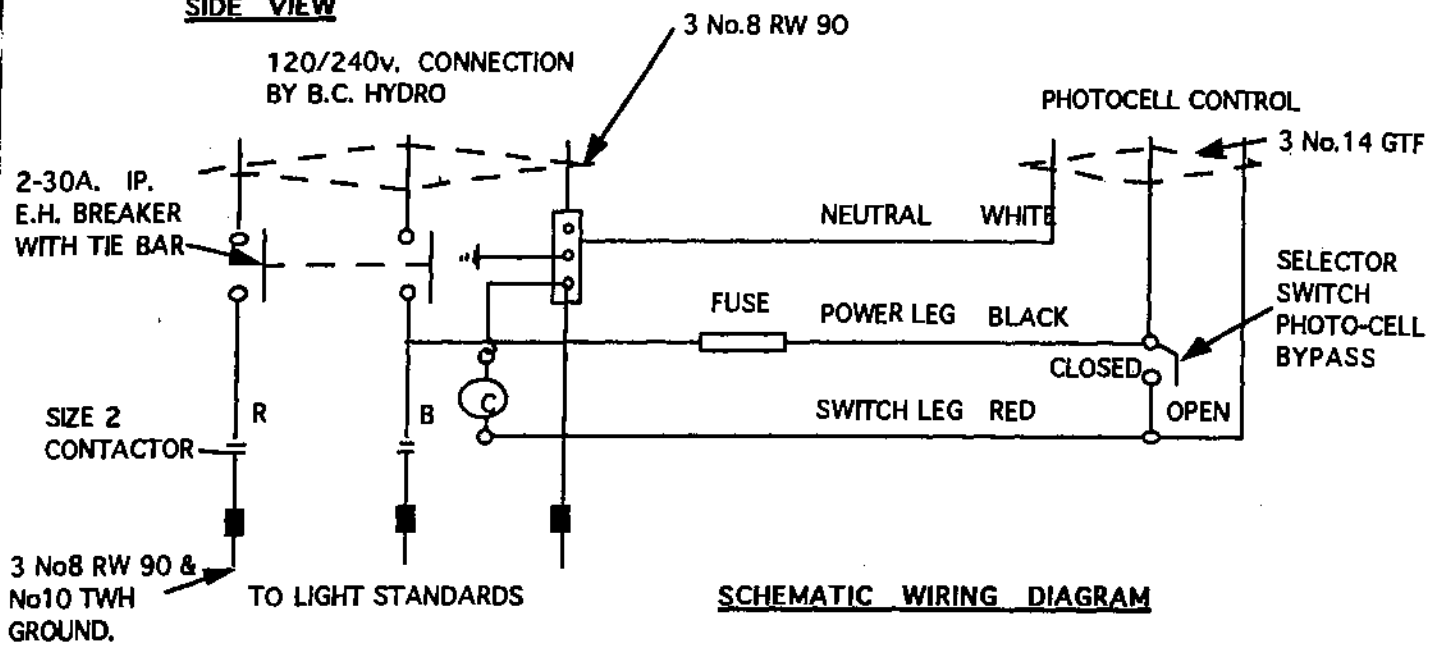 SIDE VIEW
3 No.8 RW 90
120/240v. CONNECTION
BY B.C. HYDRO
PHOTOCELL CONTROL
3 No.14 GTF
2-30A. IP.
E.H. BREAKER
WITH TIE BAR
NEUTRAL WHITE
SELECTOR
SWITCH
PHOTO-CELL
BYPASS
FUSE
POWER LEG BLACK
CLOSED
SIZE 2
CONTACTOR
R
B
C
SWITCH LEG RED
OPEN
3 No8 RW 90 &
No10 TWH
GROUND.
TO LIGHT STANDARDS
SCHEMATIC WIRING DIAGRAM